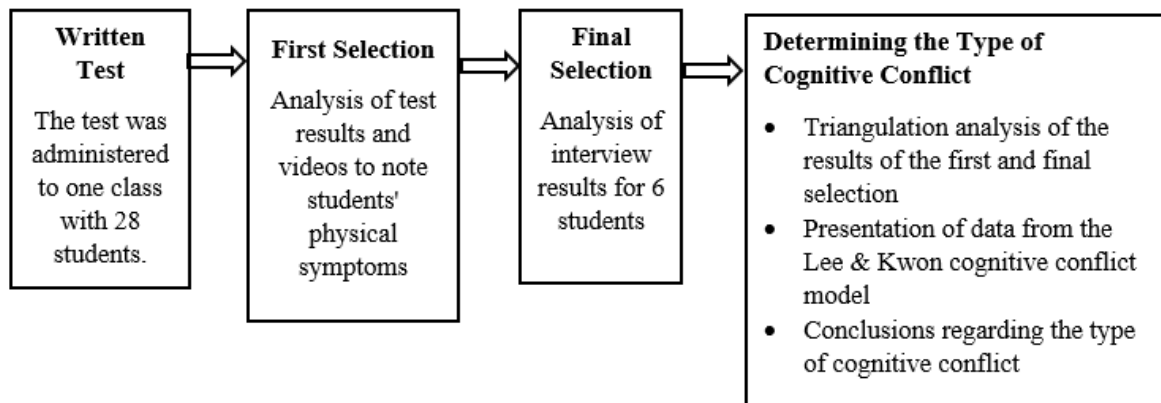 Written
Test
The test was
administered
to one class
with 28
students.
First Selection
Analysis of test
results and
videos to note
students'
physical
symptoms
Final
Selection
Analysis of
interview
results for 6
students
Determining the Type of
Cognitive Conflict
• Triangulation analysis of the
results of the first and final
selection
• Presentation of data from the
Lee & Kwon cognitive conflict
model
• Conclusions regarding the type
of cognitive conflict